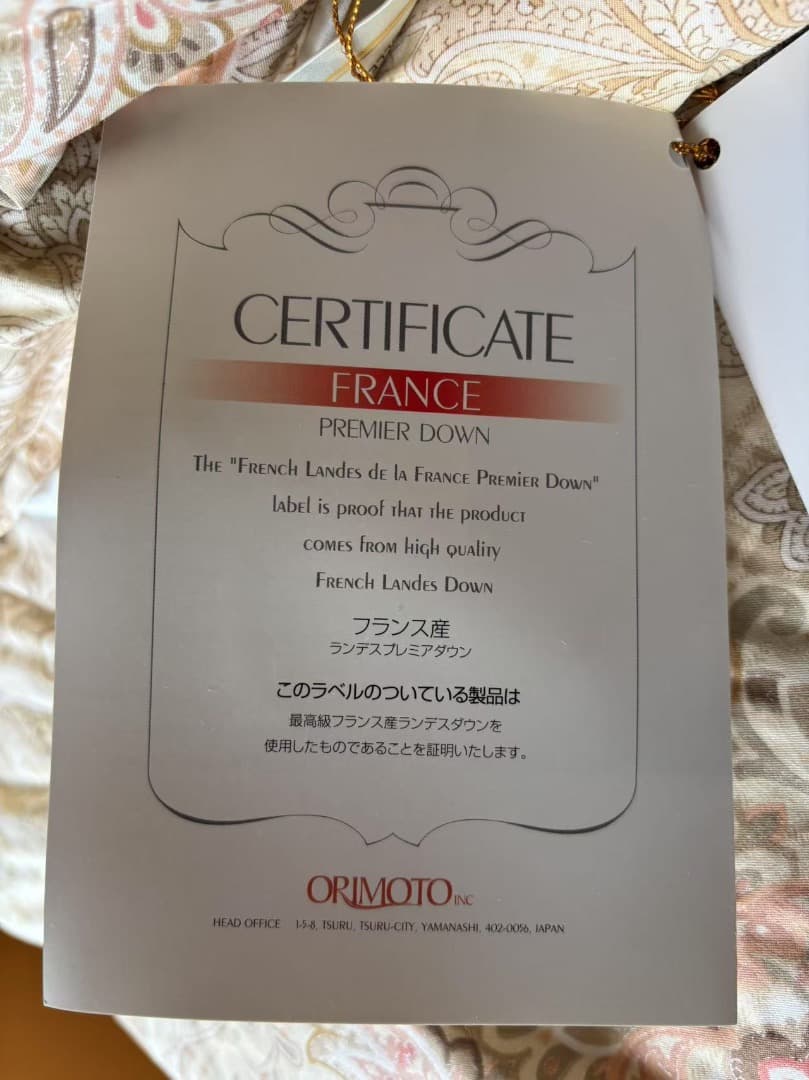 CERTIFICATE
FRANCE
PREMIER DOWN
The "French Landes de la France Premier Down"
label is proof that the product
comes from high quality
French Landes Down
フランス産
ランデスプレミアダウン
このラベルのついている製品は
最高級フランス産ランデスダウンを
使用したものであることを証明いたします。
ORIMOTO INC
HEAD OFFICE 1-5-8, TSURU, TSURU-CITY, YAMANASHI, 402-0056, JAPAN